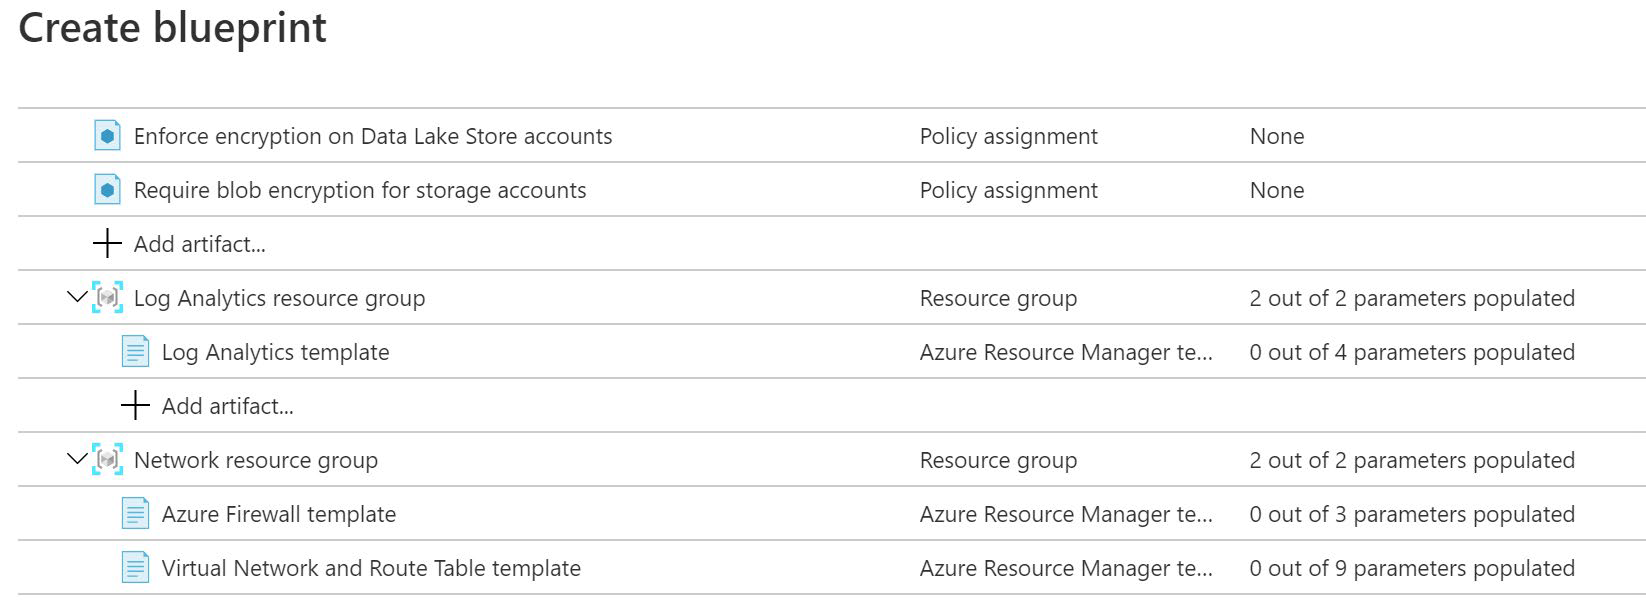 Create blueprint
Enforce encryption on Data Lake Store accounts Policy assignment None
Require blob encryption for storage accounts Policy assignment None
Add artifact...
Log Analytics resource group Resource group 2 out of 2 parameters populated
Log Analytics template Azure Resource Manager te... 0 out of 4 parameters populated
Add artifact...
Network resource group Resource group 2 out of 2 parameters populated
Azure Firewall template Azure Resource Manager te... 0 out of 3 parameters populated
Virtual Network and Route Table template Azure Resource Manager te... 0 out of 9 parameters populated